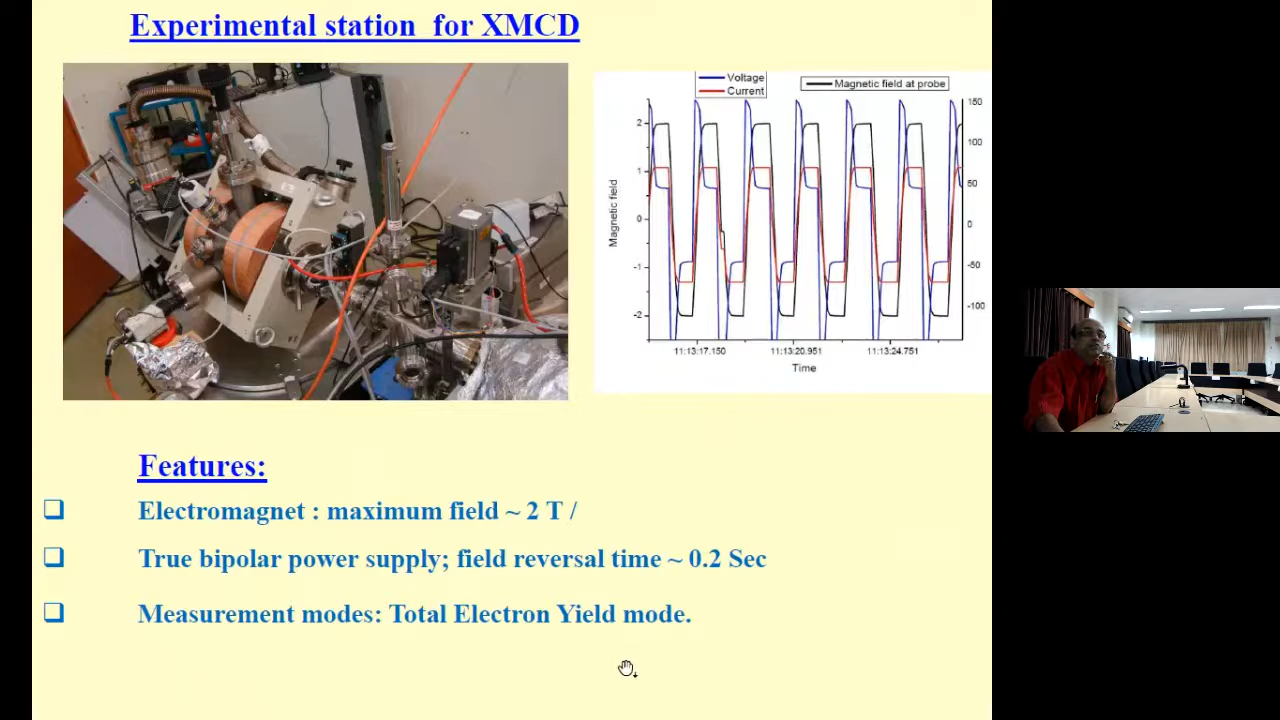 Experimental station for XMCD
Voltage
Current
Magnetic field at probe
Magnetic field
2
1
0
-1
-2
150
100
50
0
-50
-100
11:13:17.150 11:13:20.951 11:13:24.751
Time
Features:
❑ Electromagnet : maximum field ~ 2 T /
❑ True bipolar power supply; field reversal time ~ 0.2 Sec
❑ Measurement modes: Total Electron Yield mode.